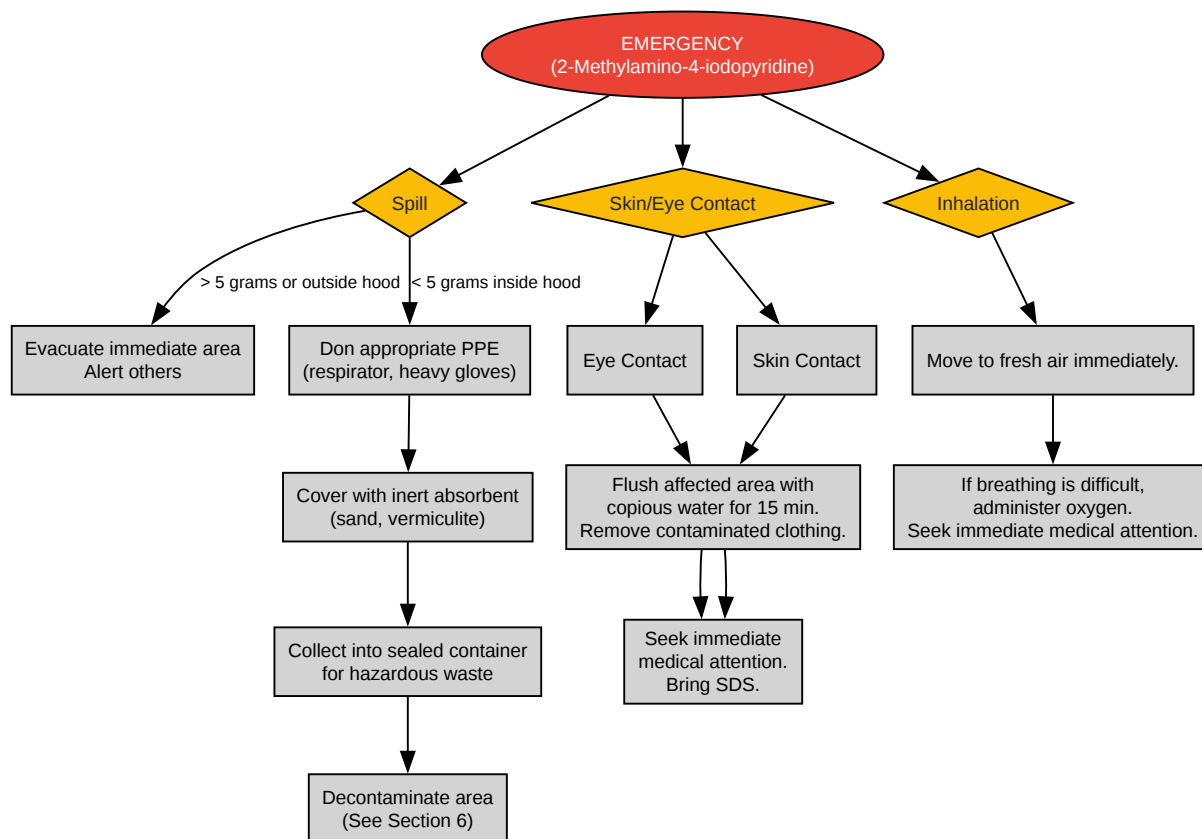 EMERGENCY
(2-Methylamino-4-iodopyridine)
Spill
Skin/Eye Contact
Inhalation
> 5 grams or outside hood
< 5 grams inside hood
Evacuate immediate area
Alert others
Don appropriate PPE
(respirator, heavy gloves)
Eye Contact
Skin Contact
Move to fresh air immediately.
Cover with inert absorbent
(sand, vermiculite)
Flush affected area with
copious water for 15 min.
Remove contaminated clothing.
If breathing is difficult,
administer oxygen.
Seek immediate medical attention.
Collect into sealed container
for hazardous waste
Seek immediate
medical attention.
Bring SDS.
Decontaminate area
(See Section 6)